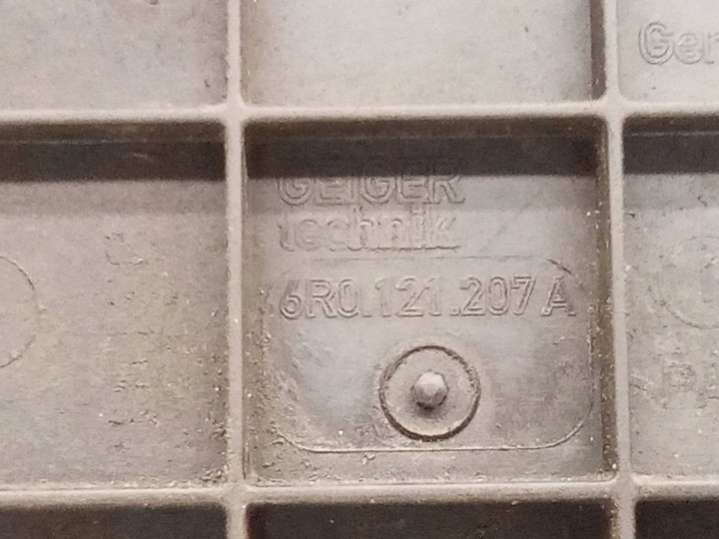 GEIGER
technik
6R0.121.207 A